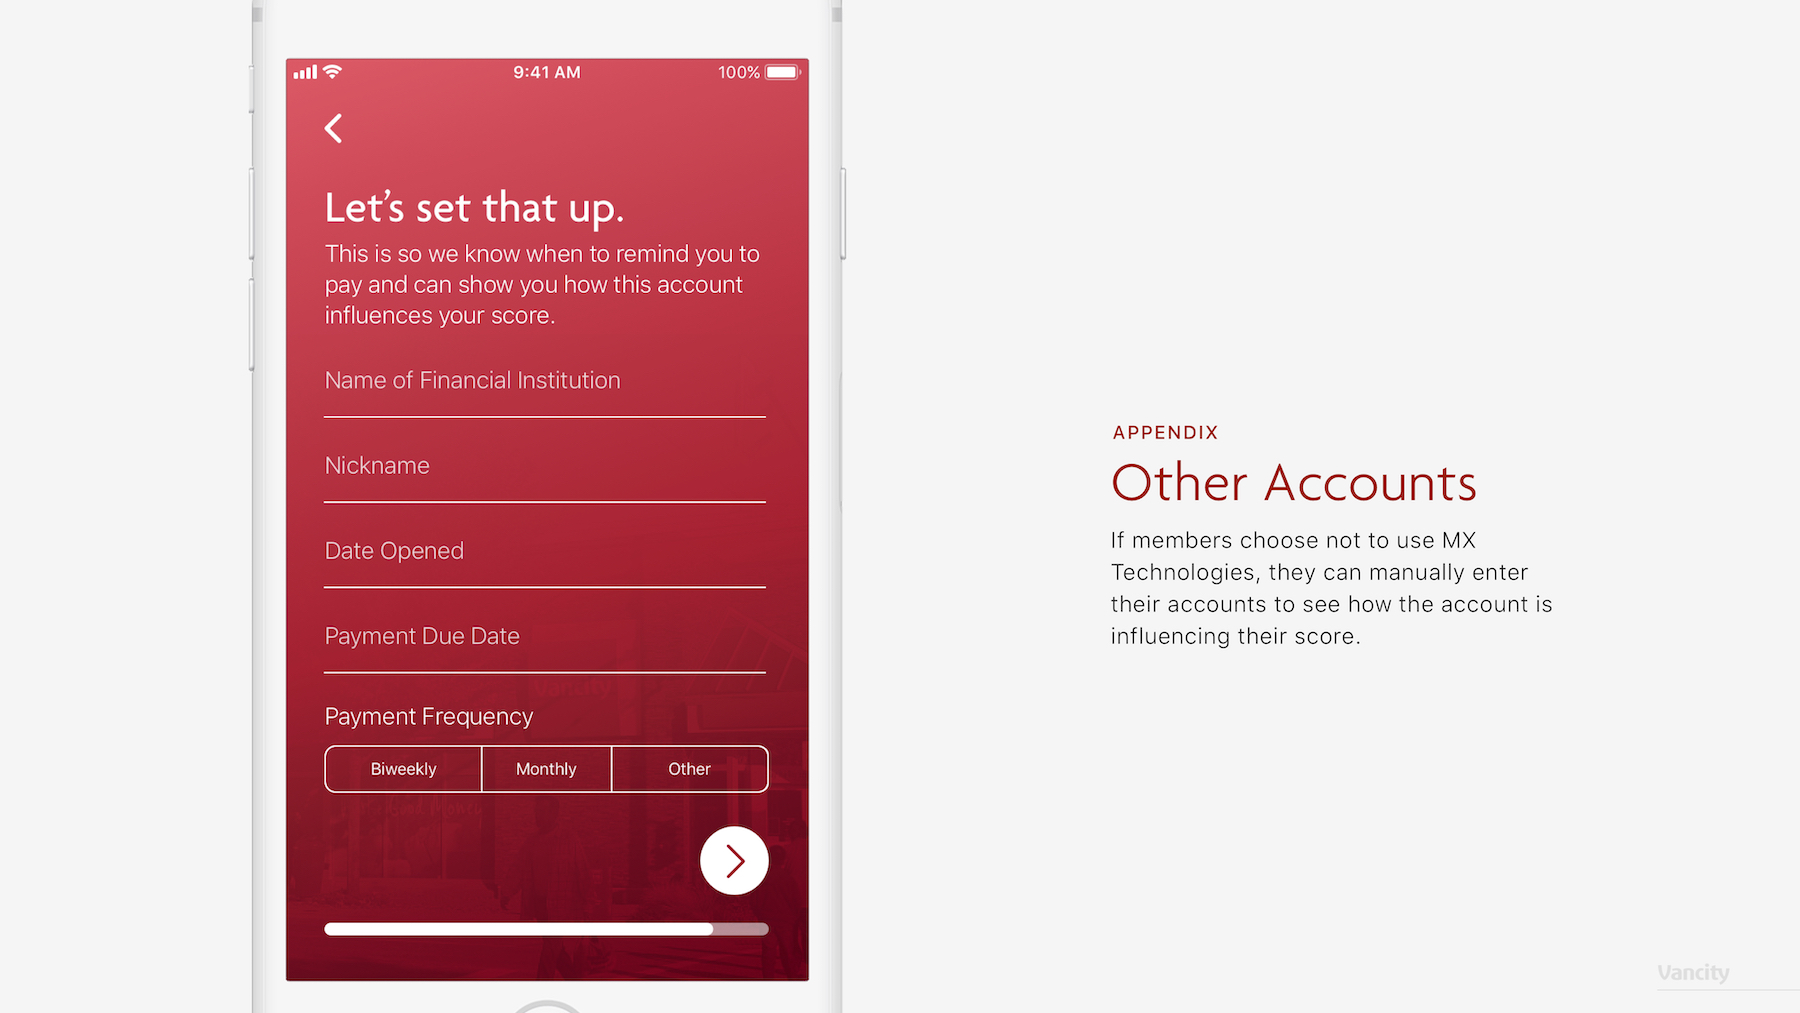 9:41 AM
100%
Let’s set that up.
This is so we know when to remind you to
pay and can show you how this account
influences your score.
Name of Financial Institution
Nickname
Date Opened
Payment Due Date
Vancity
Payment Frequency
Biweekly
Monthly
Other
Good Money
APPENDIX
Other Accounts
If members choose not to use MX
Technologies, they can manually enter
their accounts to see how the account is
influencing their score.
Vancity